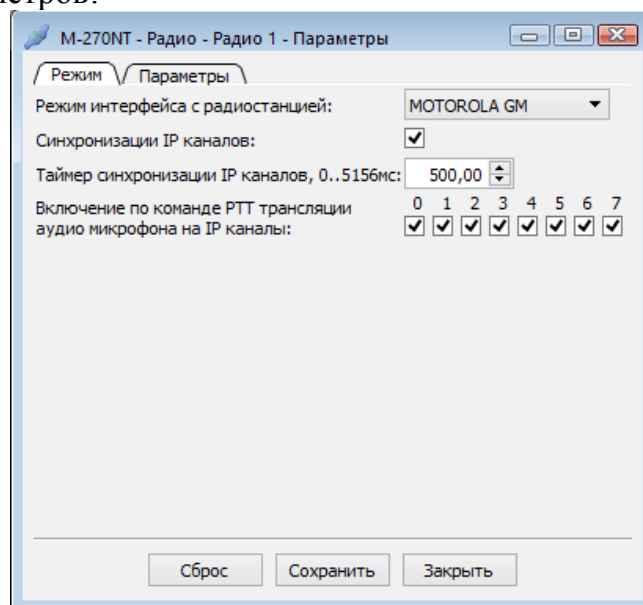 метров:
M-270NT - Радио - Радио 1 - Параметры
Режим
Параметры
Режим интерфейса с радиостанцией: MOTOROLA GM
Синхронизации IP каналов:
Таймер синхронизации IP каналов, 0..5156мс: 500,00
Включение по команде PTT трансляции 0 1 2 3 4 5 6 7
аудио микрофона на IP каналы:
Сброс Сохранить Закрыть